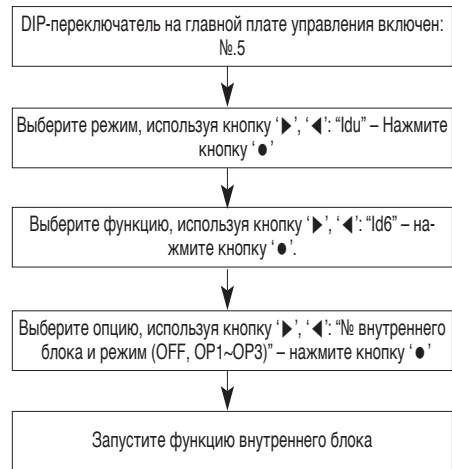 DIP-переключатель на главной плате управления включен:
№.5
Выберите режим, используя кнопку ‘▶’, ‘◀’: “Idu” – Нажмите
кнопку ‘●’
Выберите функцию, используя кнопку ‘▶’, ‘◀’: “Id6” – на-
жмите кнопку ‘●’.
Выберите опцию, используя кнопку ‘▶’, ‘◀’: “№ внутреннего
блока и режим (OFF, OP1~OP3)” – нажмите кнопку ‘●’
Запустите функцию внутреннего блока